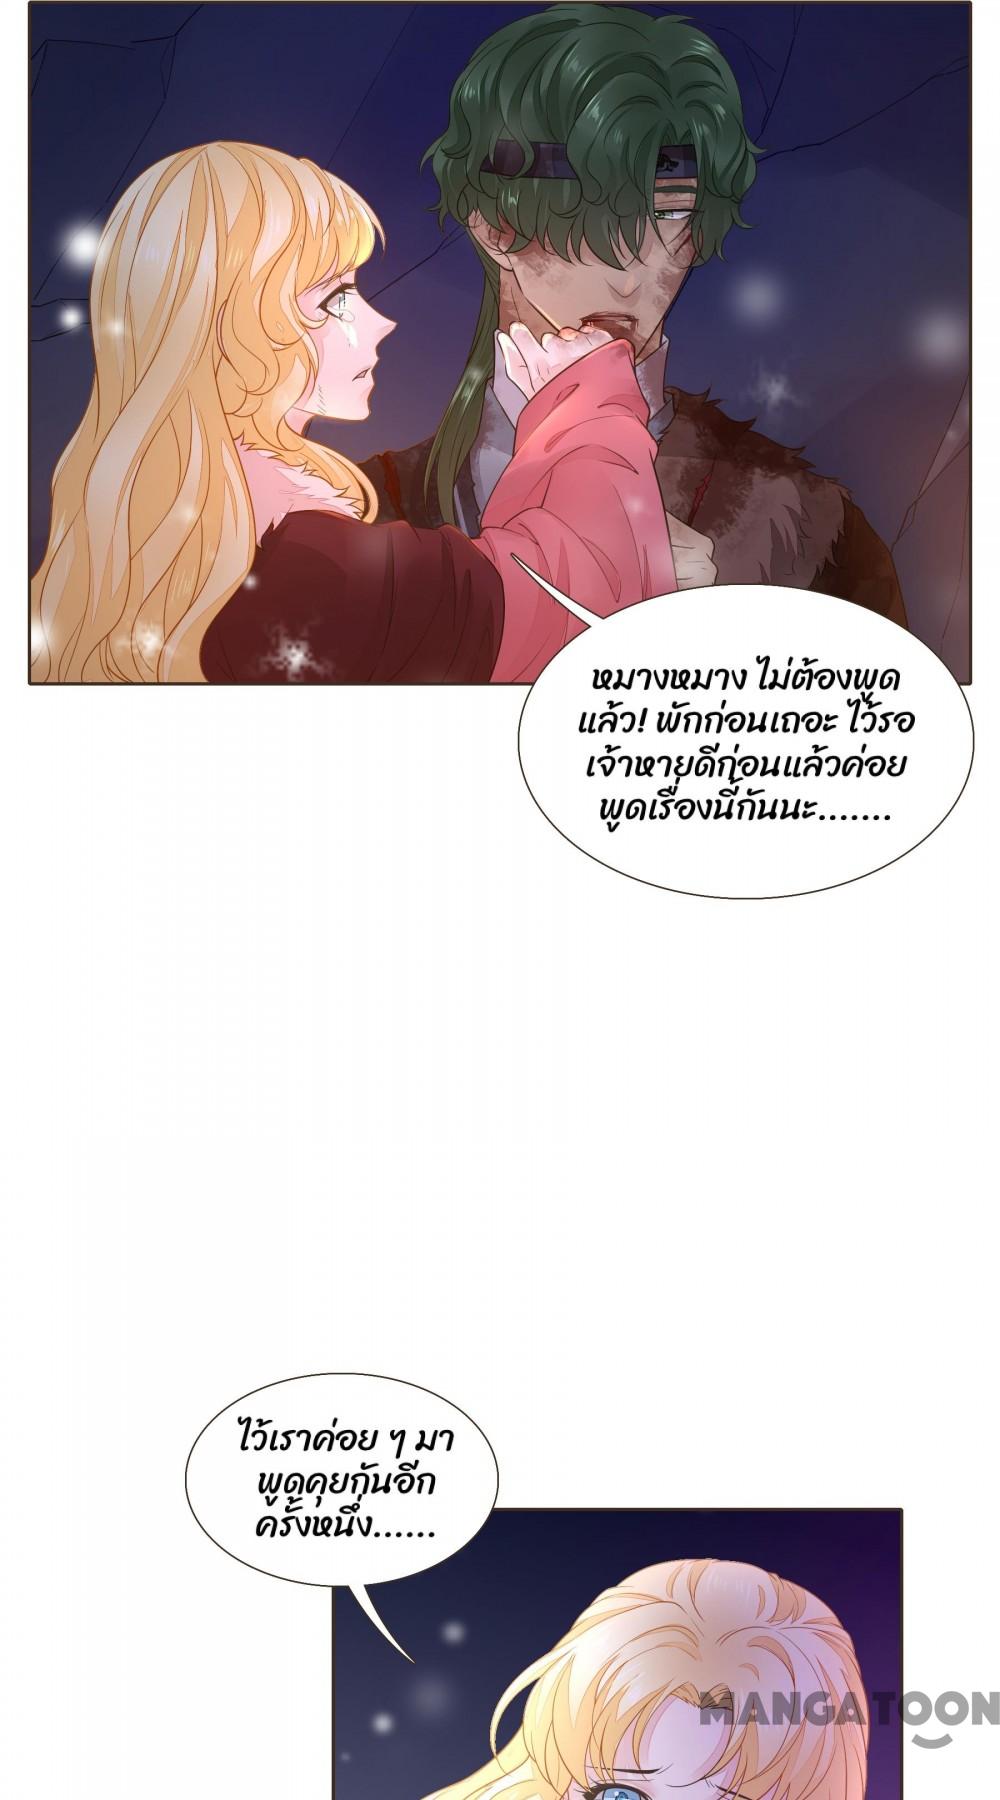 หมางหมาง ไม่ต้องพูด
แล้ว! พักก่อนเถอะ ไว้รอ
เจ้าหายดีก่อนแล้วค่อย
พูดเรื่องนี้กันนะ.......
ไว้เราค่อย ๆ มา
พูดคุยกันอีก
ครั้งหนึ่ง......
MANGATOON